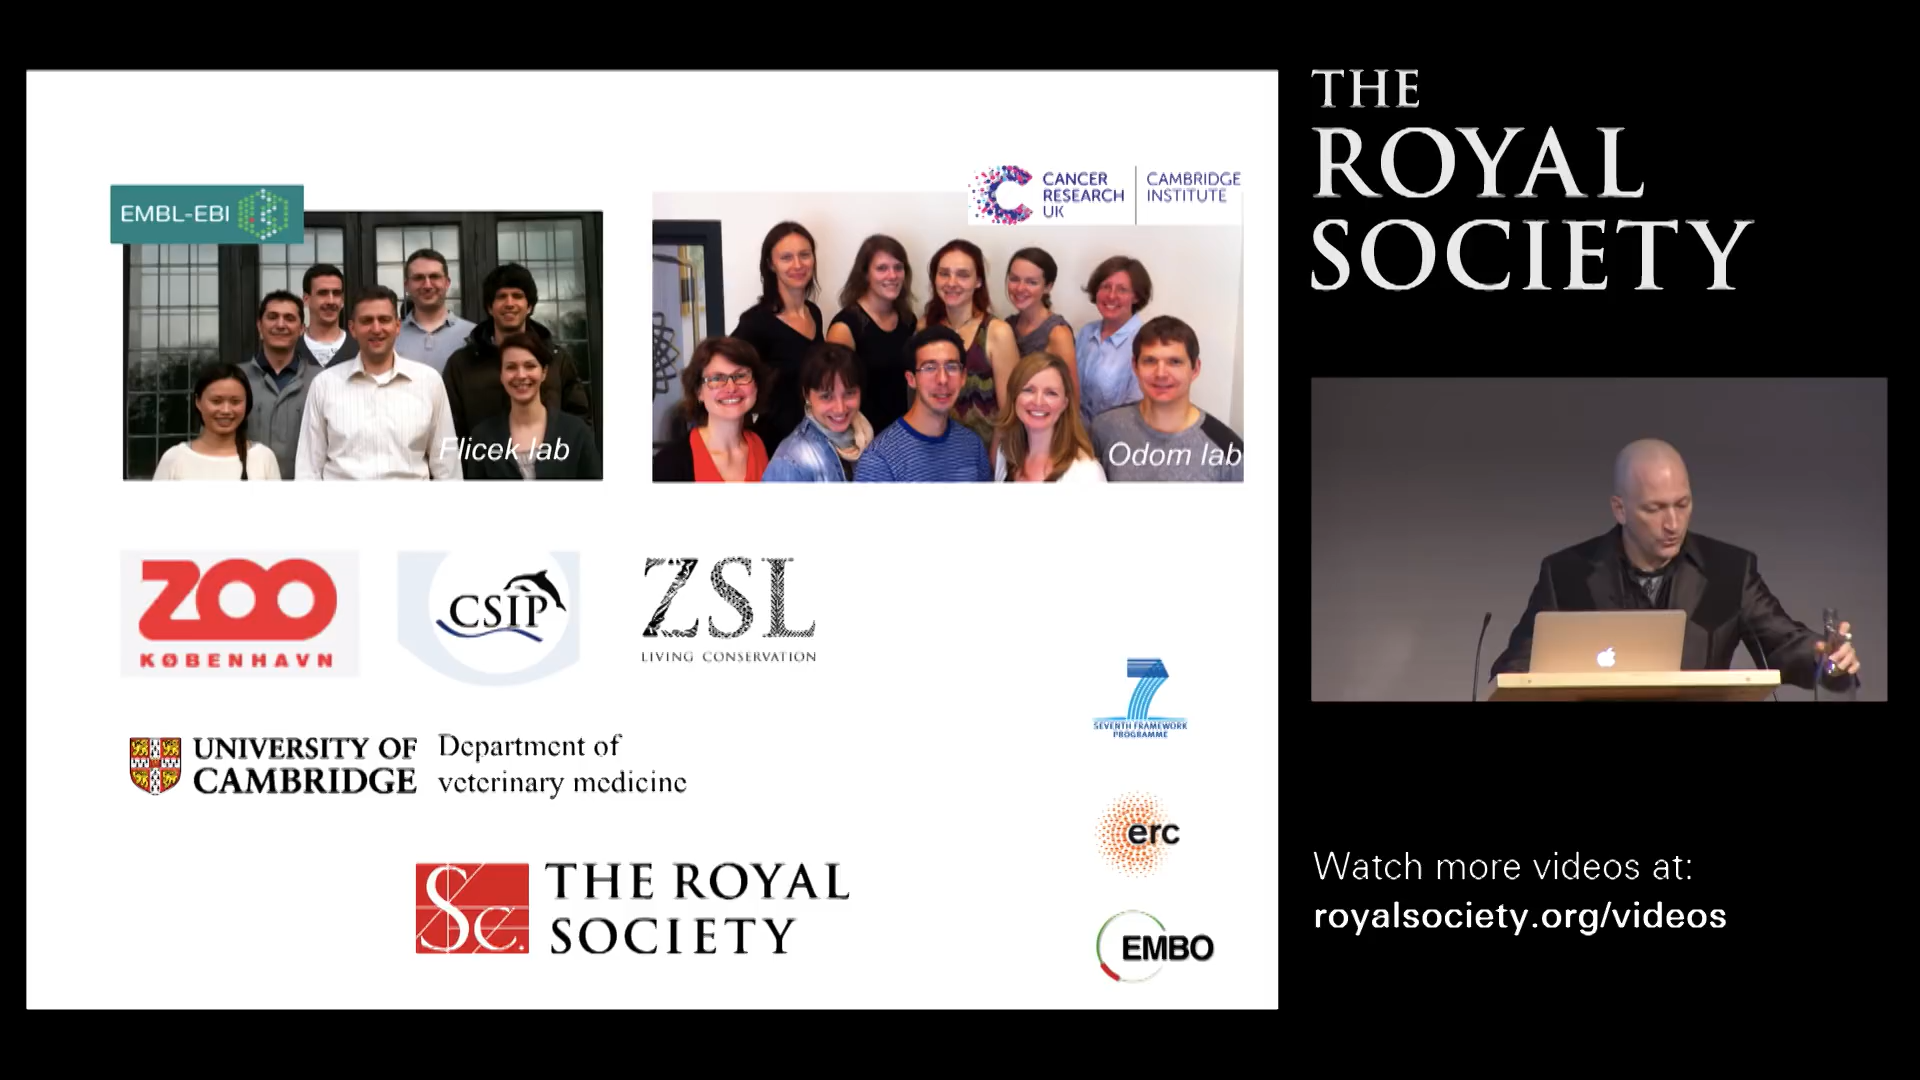 EMBL-EBI
CANCER
RESEARCH
UK
CAMBRIDGE
INSTITUTE
Flicek lab
Odom lab
ZOO
KØBENHAVN
CSIP
ZSL
LIVING CONSERVATION
7
SEVENTH FRAMEWORK
PROGRAMME
UNIVERSITY OF
CAMBRIDGE
Department of
veterinary medicine
erc
Sc.
THE ROYAL
SOCIETY
EMBO
THE
ROYAL
SOCIETY
Watch more videos at:
royalsociety.org/videos